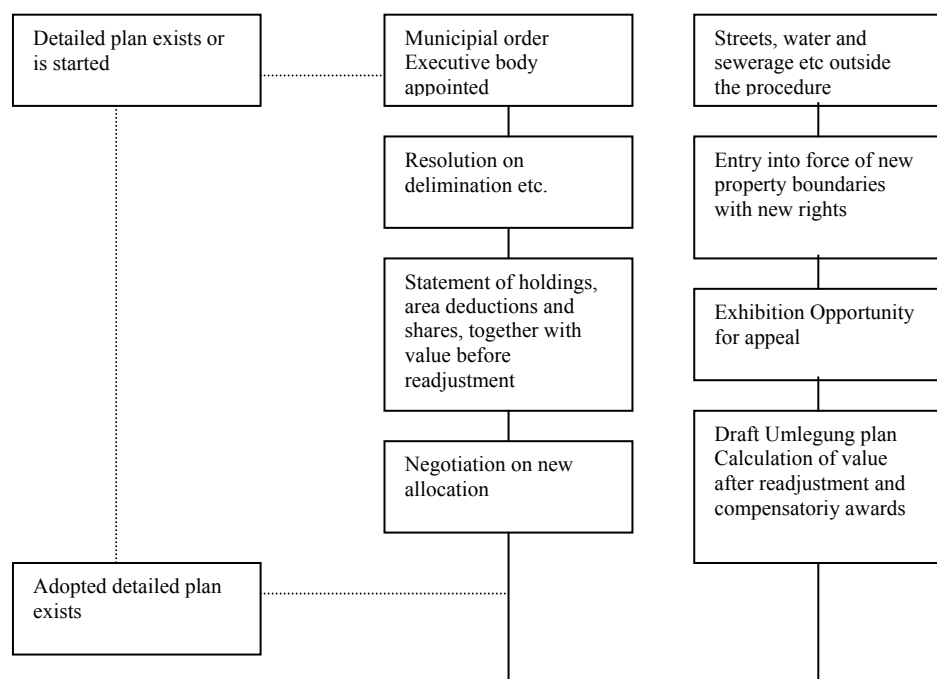 Detailed plan exists or
is started
Municipial order
Executive body
appointed
Streets, water and
sewerage etc outside
the procedure
Resolution on
delimination etc.
Entry into force of new
property boundaries
with new rights
Statement of holdings,
area deductions and
shares, together with
value before
readjustment
Exhibition Opportunity
for appeal
Negotiation on new
allocation
Draft Umlegung plan
Calculation of value
after readjustment and
compensatoriy awards
Adopted detailed plan
exists